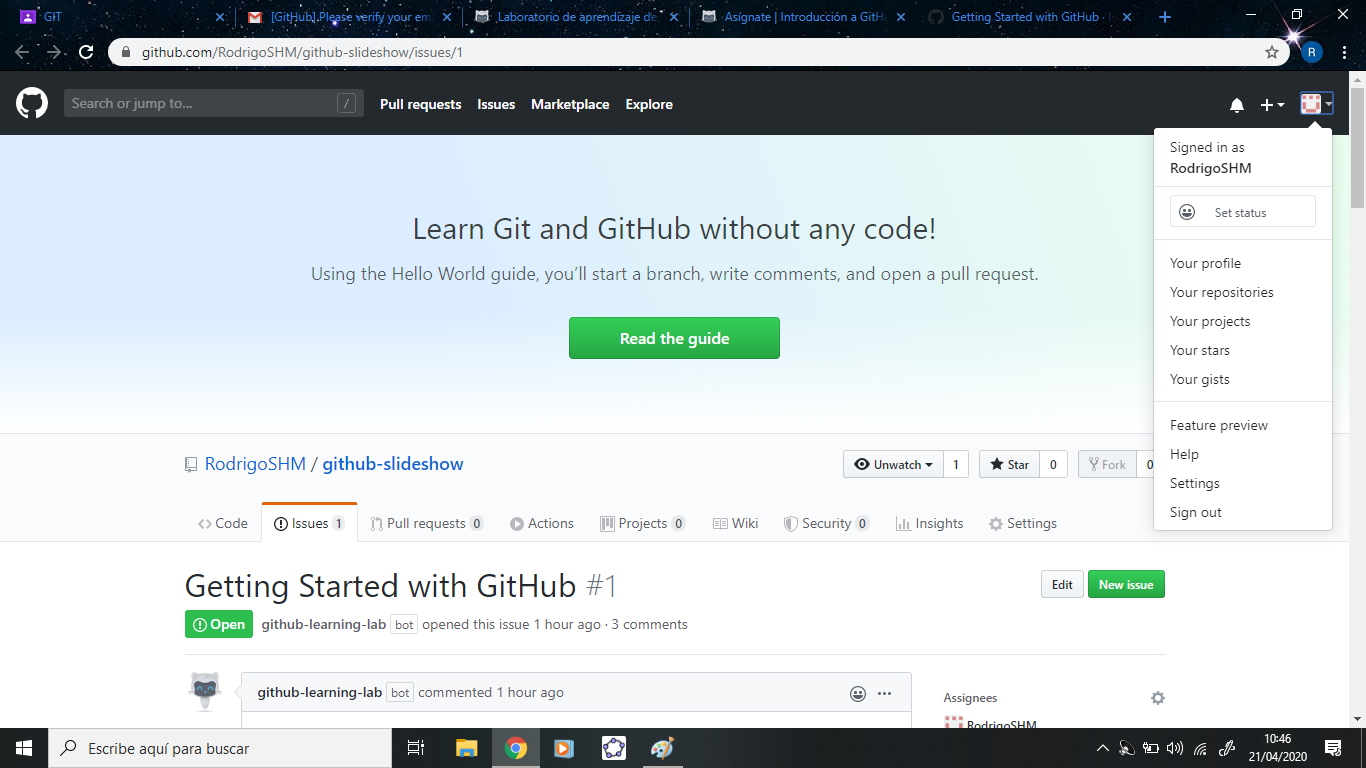 GIT
[GitHub] Please verify your em
Laboratorio de aprendizaje de
Asígnate | Introducción a GitH
Getting Started with GitHub ·
github.com/RodrigoSHM/github-slideshow/issues/1
R
Search or jump to...
/
Pull requests
Issues
Marketplace
Explore
Signed in as
RodrigoSHM
Set status
Your profile
Your repositories
Your projects
Your stars
Your gists
Feature preview
Help
Settings
Sign out
Learn Git and GitHub without any code!
Using the Hello World guide, you’ll start a branch, write comments, and open a pull request.
Read the guide
RodrigoSHM / github-slideshow
Unwatch 1
Star 0
Fork 0
Code
Issues 1
Pull requests 0
Actions
Projects 0
Wiki
Security 0
Insights
Settings
Getting Started with GitHub #1
Edit
New issue
Open
github-learning-lab bot opened this issue 1 hour ago · 3 comments
github-learning-lab bot commented 1 hour ago
Assignees
RodrigoSHM
Escribe aquí para buscar
10:46
21/04/2020